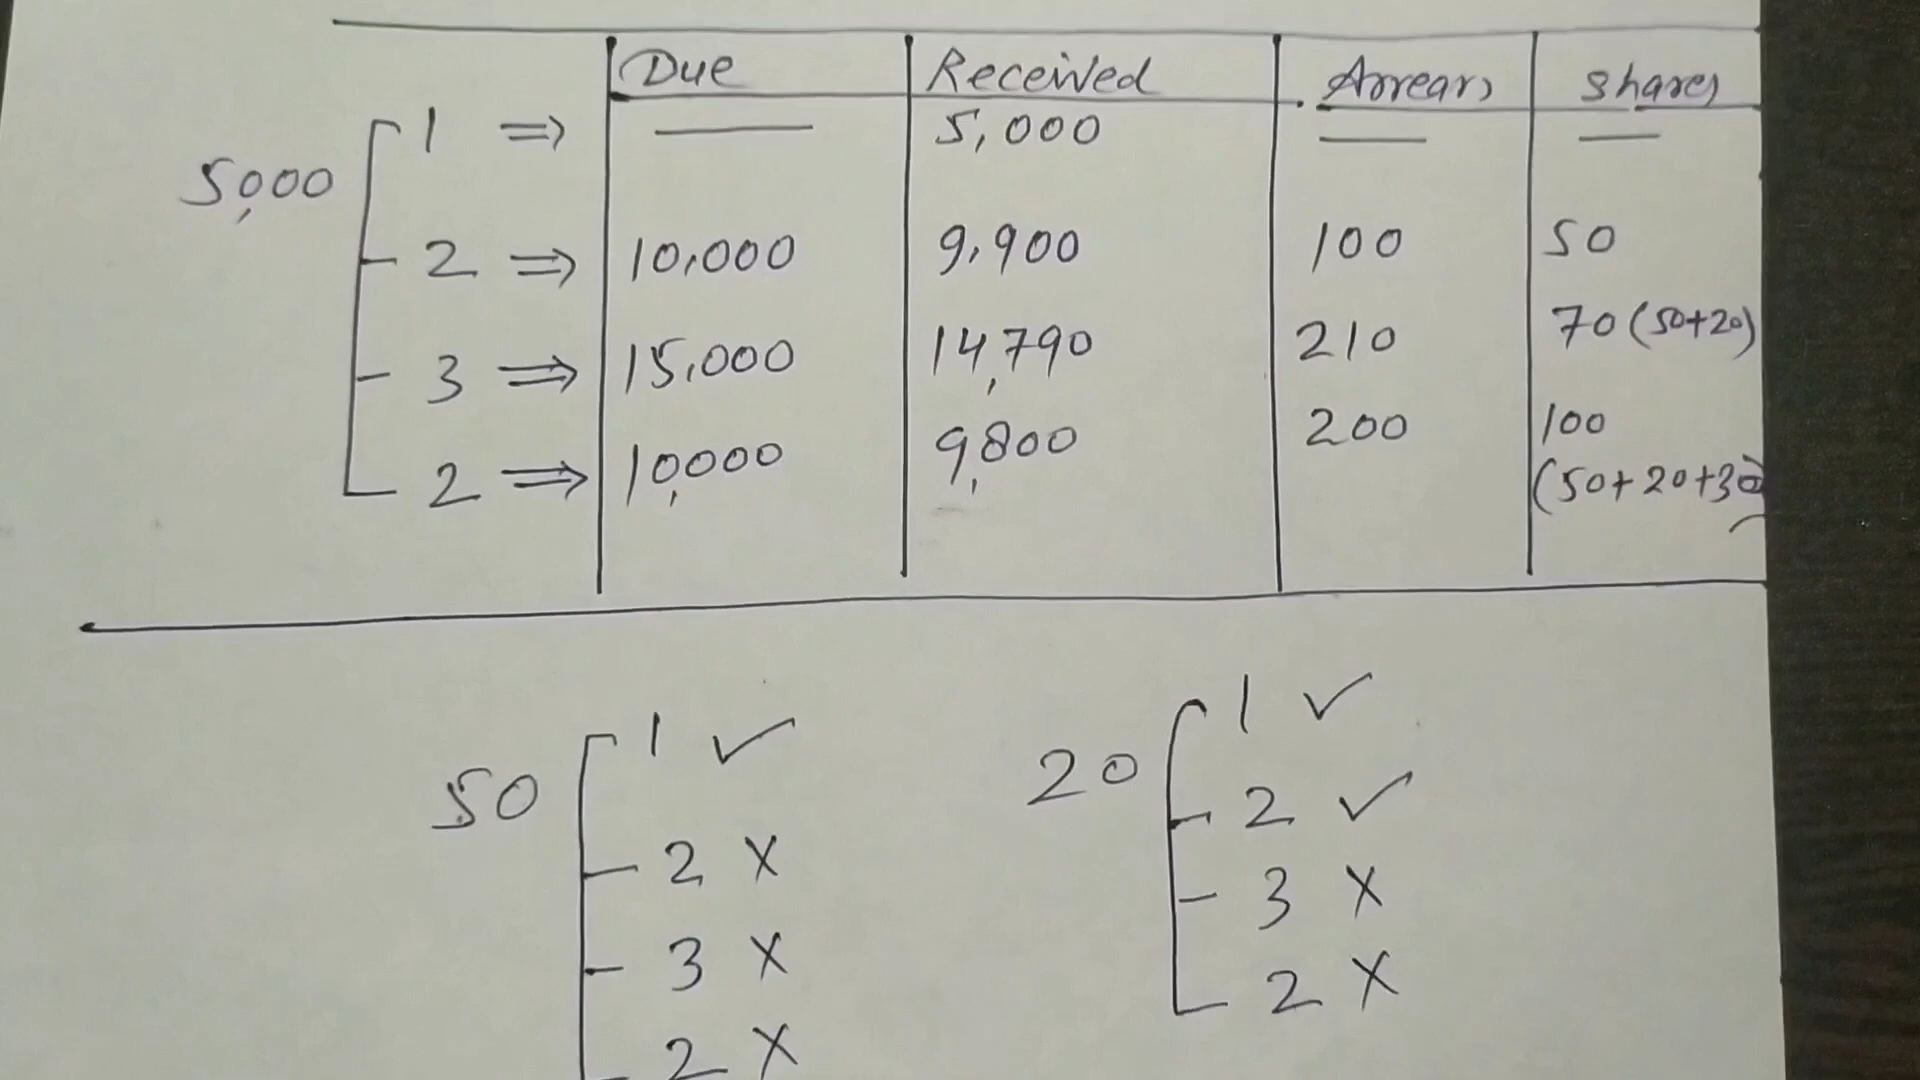 Due Received Arrears Shares
5,000 1 ⇒ — 5,000 — —
2 ⇒ 10,000 9,900 100 50
3 ⇒ 15,000 14,790 210 70 (50+20)
2 ⇒ 10,000 9,800 200 100
(50+20+30)
50 1 ✓
2 X
3 X
2 X
20 1 ✓
2 ✓
3 X
2 X